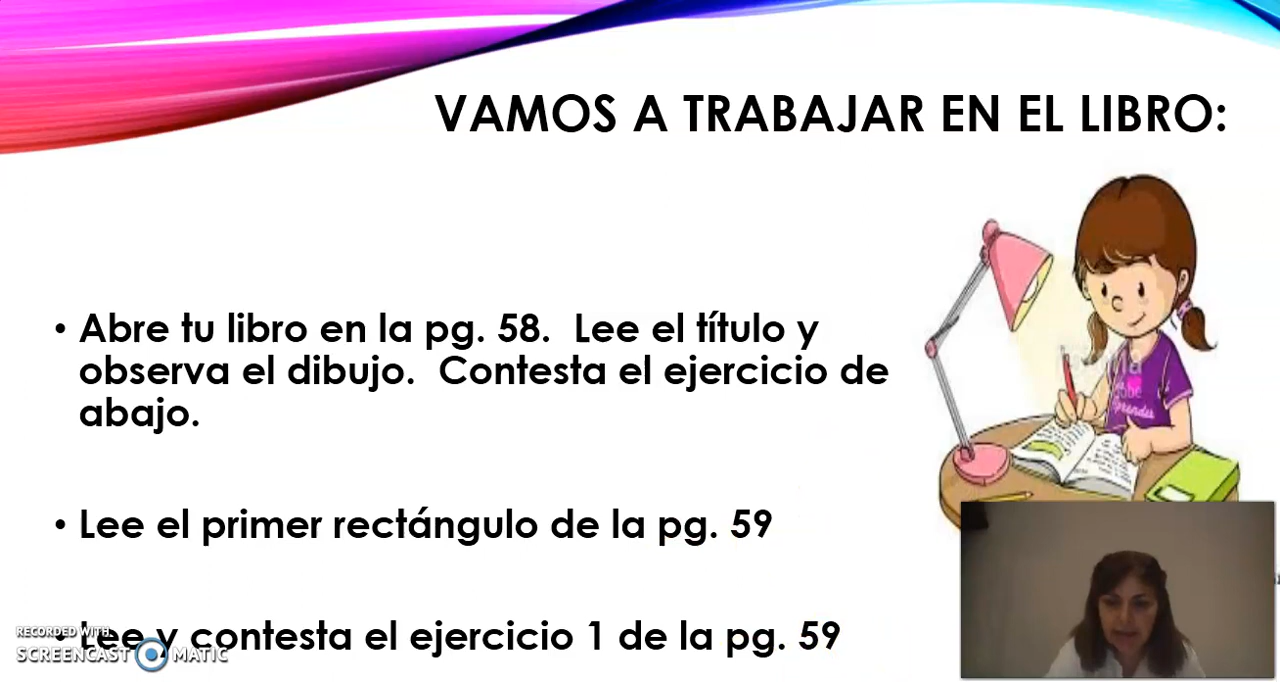 VAMOS A TRABAJAR EN EL LIBRO:
• Abre tu libro en la pg. 58. Lee el título y
observa el dibujo. Contesta el ejercicio de
abajo.
• Lee el primer rectángulo de la pg. 59
• Lee y contesta el ejercicio 1 de la pg. 59
RECORDED WITH
SCREENCAST MATIC